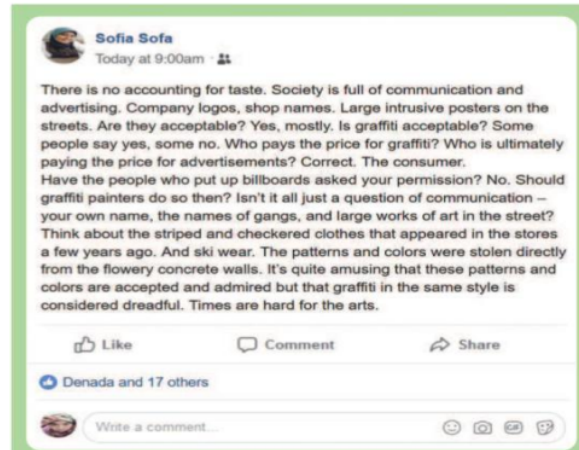 Sofia Sofa
Today at 9:00am
There is no accounting for taste. Society is full of communication and
advertising. Company logos, shop names. Large intrusive posters on the
streets. Are they acceptable? Yes, mostly. Is graffiti acceptable? Some
people say yes, some no. Who pays the price for graffiti? Who is ultimately
paying the price for advertisements? Correct. The consumer.
Have the people who put up billboards asked your permission? No. Should
graffiti painters do so then? Isn't it all just a question of communication –
your own name, the names of gangs, and large works of art in the street?
Think about the striped and checkered clothes that appeared in the stores
a few years ago. And ski wear. The patterns and colors were stolen directly
from the flowery concrete walls. It's quite amusing that these patterns and
colors are accepted and admired but that graffiti in the same style is
considered dreadful. Times are hard for the arts.
Like Comment Share
Denada and 17 others
Write a comment...
GIF